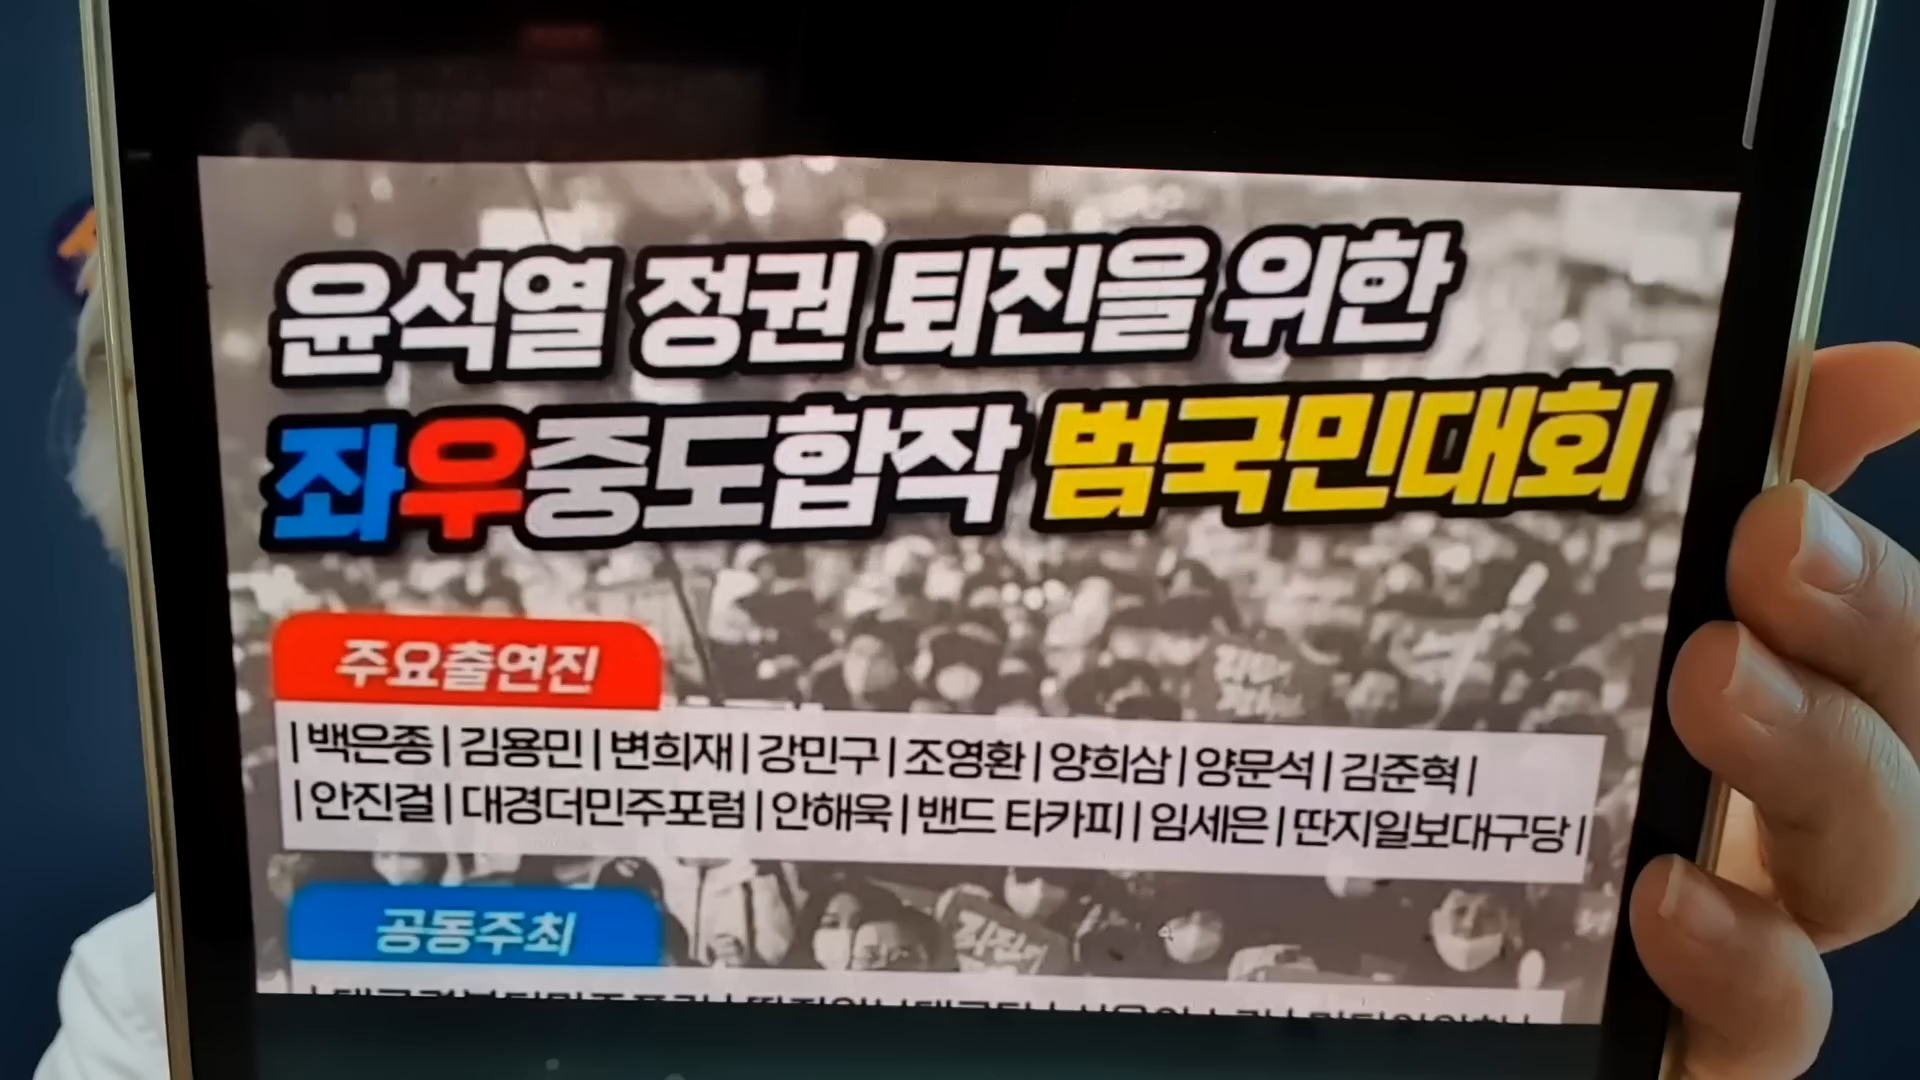 윤석열 정권 퇴진을 위한
좌우중도합작 범국민대회
주요출연진
|백은종|김용민|변희재|강민구|조영환|양희삼|양문석|김준혁|
|안진걸|대경더민주포럼|안해욱|밴드 타카피|임세은|딴지일보대구당|
공동주최